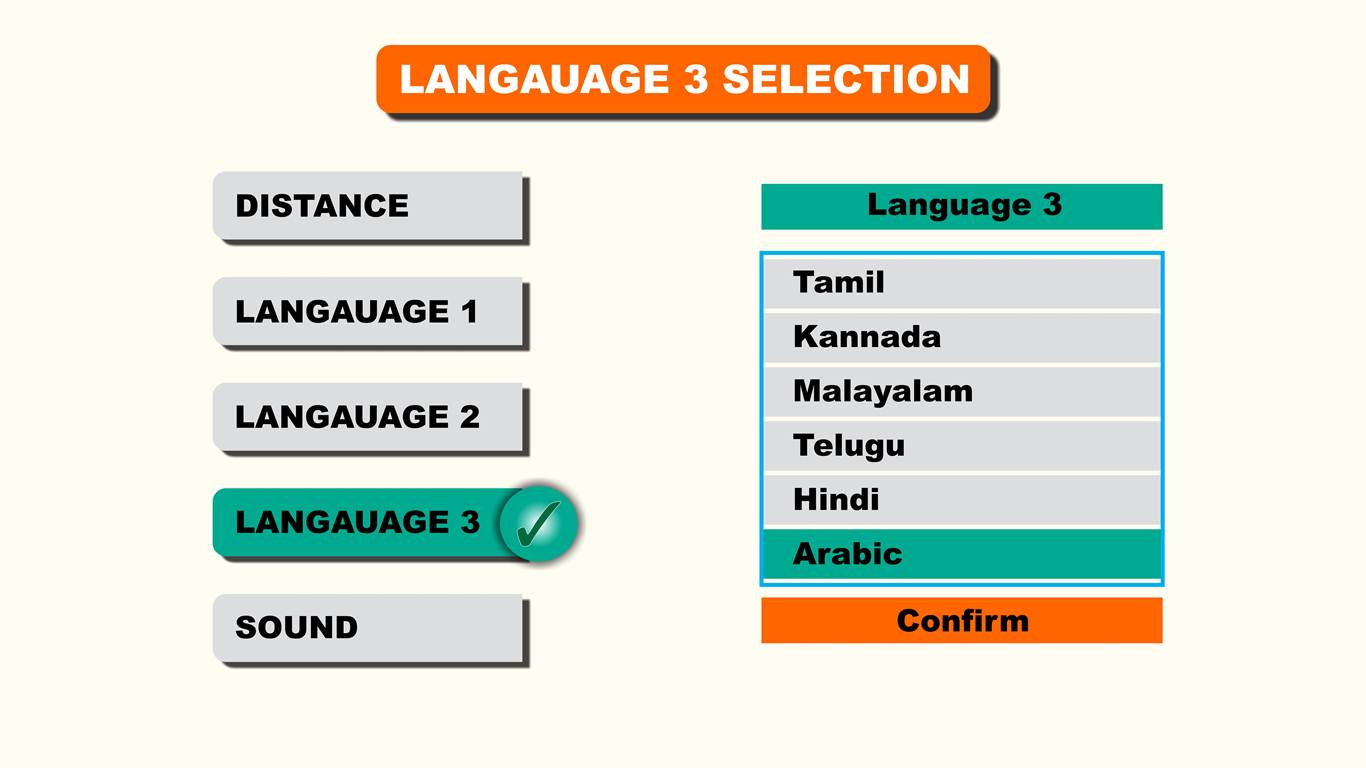 LANGAUAGE 3 SELECTION
DISTANCE
LANGAUAGE 1
LANGAUAGE 2
LANGAUAGE 3
SOUND
Language 3
Tamil
Kannada
Malayalam
Telugu
Hindi
Arabic
Confirm